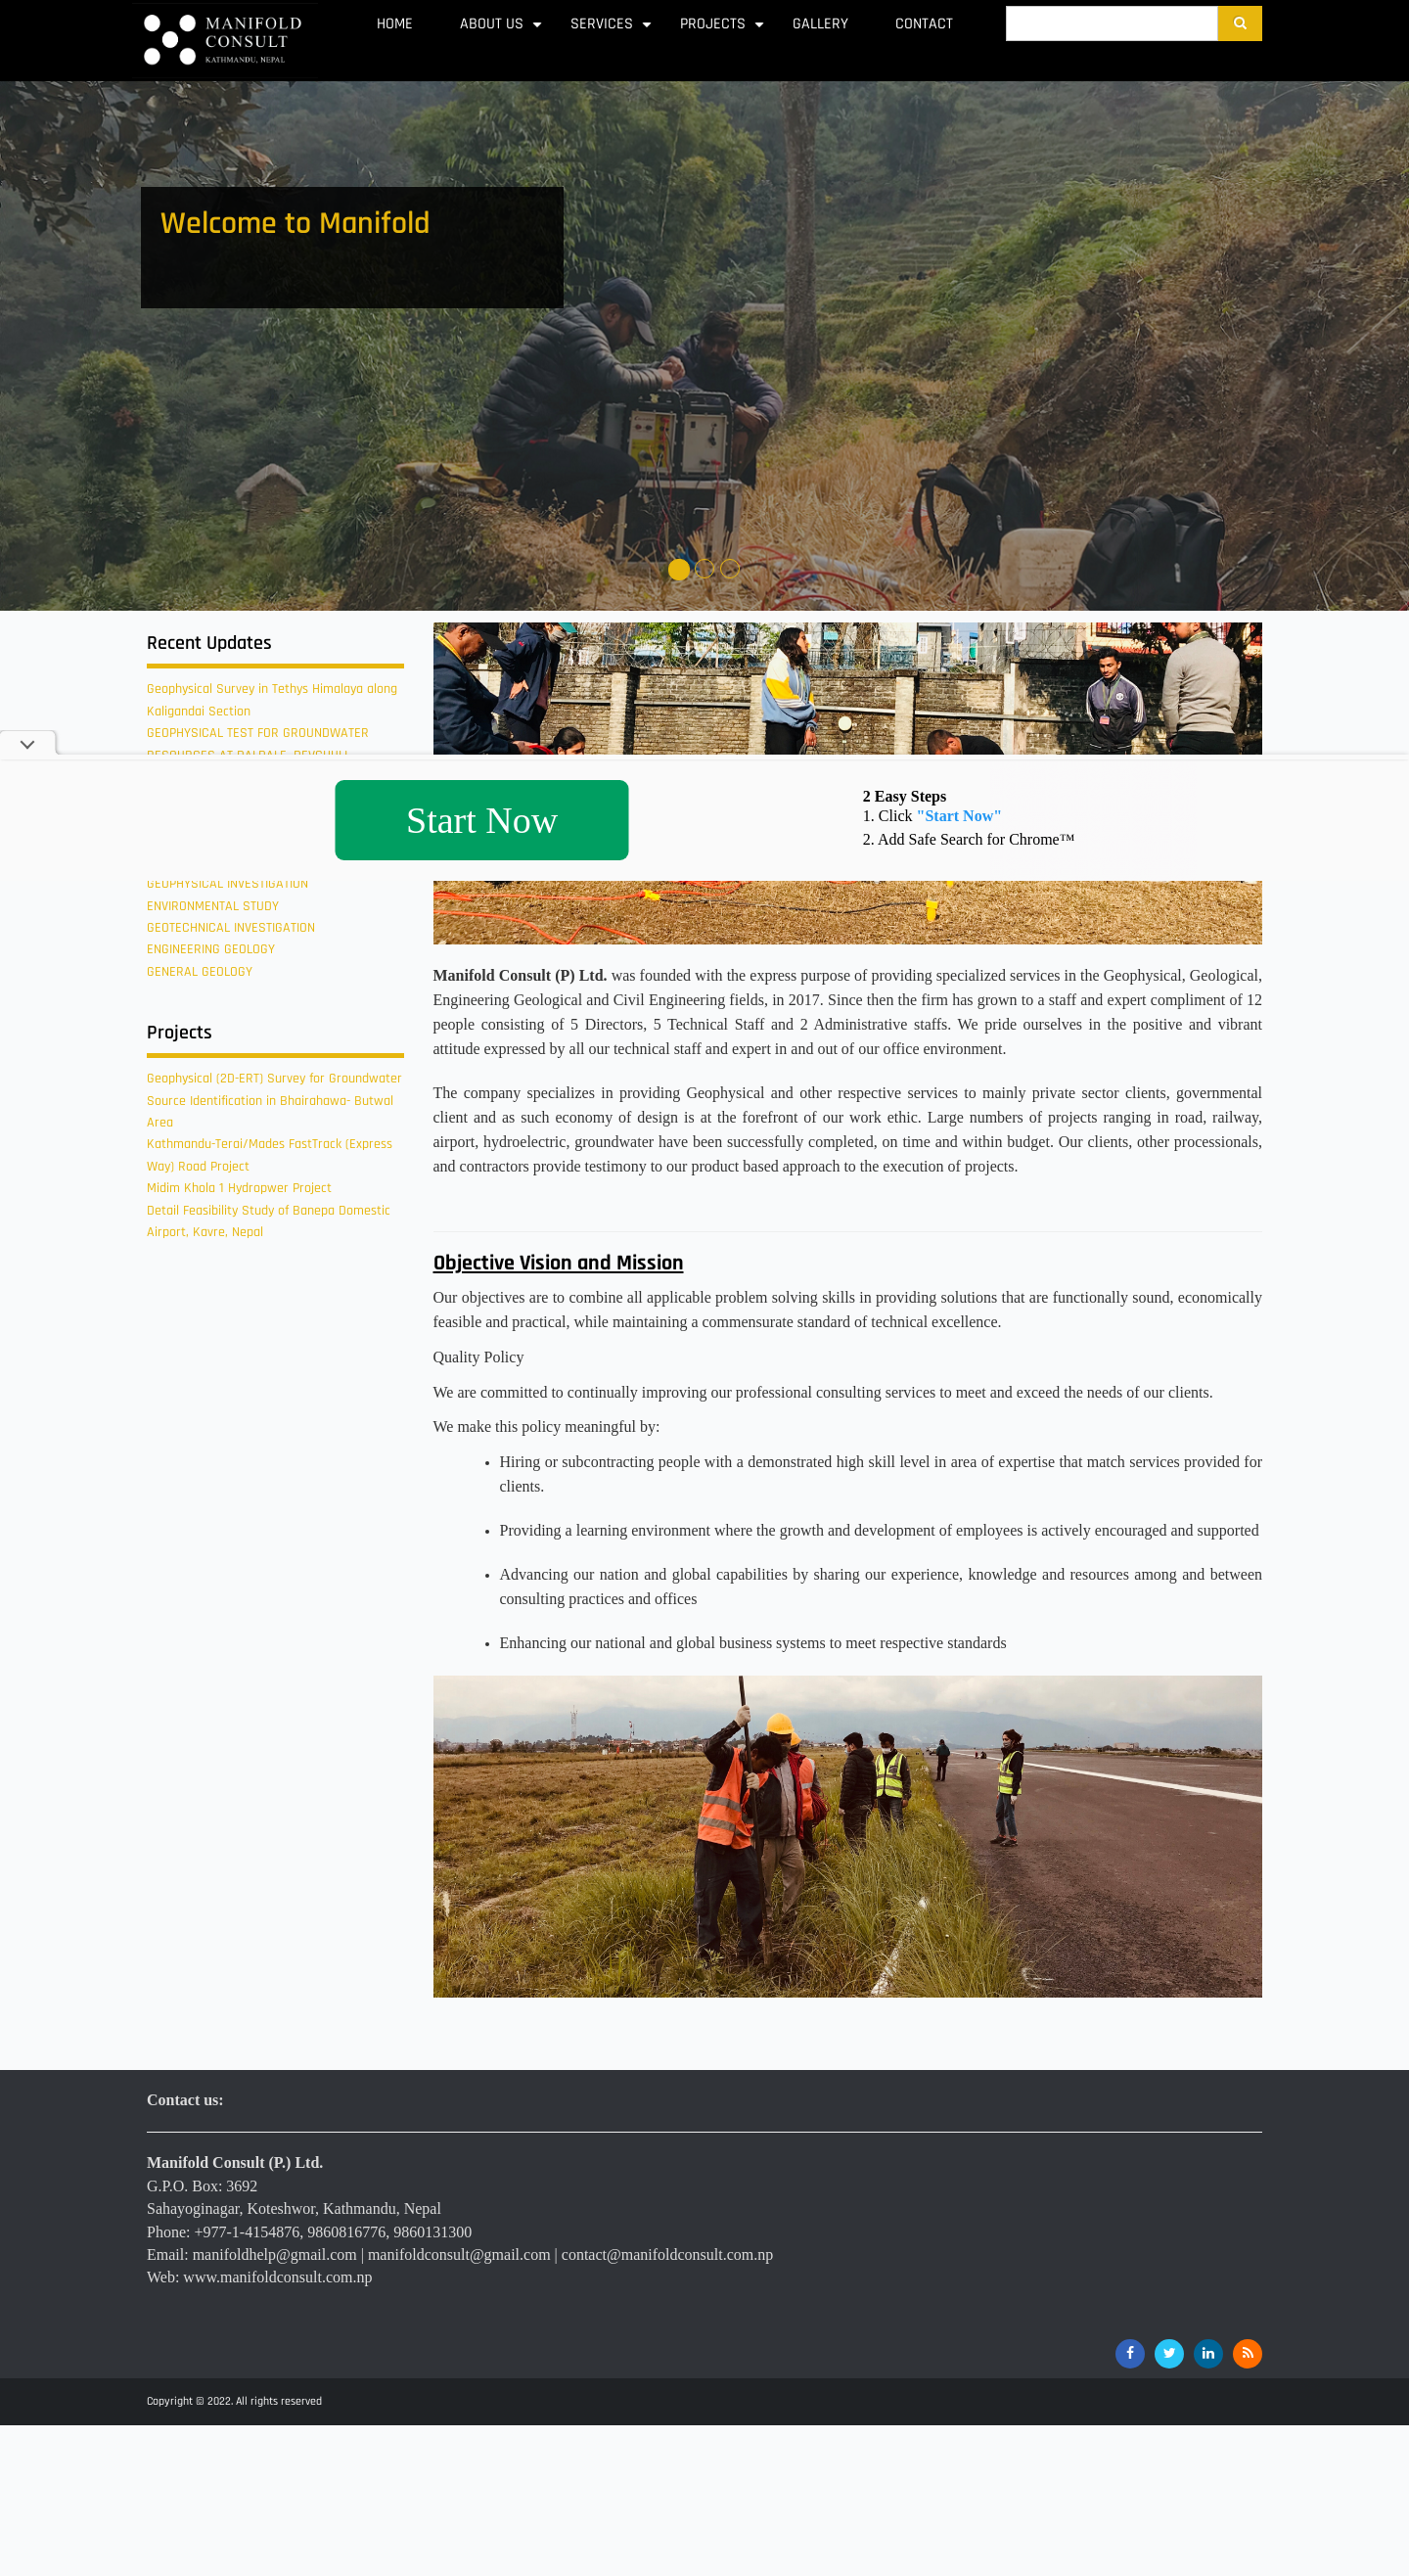 MANIFOLD
CONSULT
KATHMANDU, NEPAL
HOME
ABOUT US
SERVICES
PROJECTS
GALLERY
CONTACT
Welcome to Manifold
Recent Updates
Geophysical Survey in Tethys Himalaya along
Kaligandai Section
GEOPHYSICAL TEST FOR GROUNDWATER
Start Now
2 Easy Steps
1. Click "Start Now"
2. Add Safe Search for Chrome™
GEOPHYSICAL INVESTIGATION
ENVIRONMENTAL STUDY
GEOTECHNICAL INVESTIGATION
ENGINEERING GEOLOGY
GENERAL GEOLOGY
Projects
Geophysical (2D-ERT) Survey for Groundwater
Source Identification in Bhairahawa- Butwal
Area
Kathmandu-Terai/Mades FastTrack (Express
Way) Road Project
Midim Khola 1 Hydropwer Project
Detail Feasibility Study of Banepa Domestic
Airport, Kavre, Nepal
Manifold Consult (P) Ltd. was founded with the express purpose of providing specialized services in the Geophysical, Geological,
Engineering Geological and Civil Engineering fields, in 2017. Since then the firm has grown to a staff and expert compliment of 12
people consisting of 5 Directors, 5 Technical Staff and 2 Administrative staffs. We pride ourselves in the positive and vibrant
attitude expressed by all our technical staff and expert in and out of our office environment.
The company specializes in providing Geophysical and other respective services to mainly private sector clients, governmental
client and as such economy of design is at the forefront of our work ethic. Large numbers of projects ranging in road, railway,
airport, hydroelectric, groundwater have been successfully completed, on time and within budget. Our clients, other processionals,
and contractors provide testimony to our product based approach to the execution of projects.
Objective Vision and Mission
Our objectives are to combine all applicable problem solving skills in providing solutions that are functionally sound, economically
feasible and practical, while maintaining a commensurate standard of technical excellence.
Quality Policy
We are committed to continually improving our professional consulting services to meet and exceed the needs of our clients.
We make this policy meaningful by:
• Hiring or subcontracting people with a demonstrated high skill level in area of expertise that match services provided for
clients.
• Providing a learning environment where the growth and development of employees is actively encouraged and supported
• Advancing our nation and global capabilities by sharing our experience, knowledge and resources among and between
consulting practices and offices
• Enhancing our national and global business systems to meet respective standards
Contact us:
Manifold Consult (P.) Ltd.
G.P.O. Box: 3692
Sahayoginagar, Koteshwor, Kathmandu, Nepal
Phone: +977-1-4154876, 9860816776, 9860131300
Email: manifoldhelp@gmail.com | manifoldconsult@gmail.com | contact@manifoldconsult.com.np
Web: www.manifoldconsult.com.np
Copyright © 2022. All rights reserved